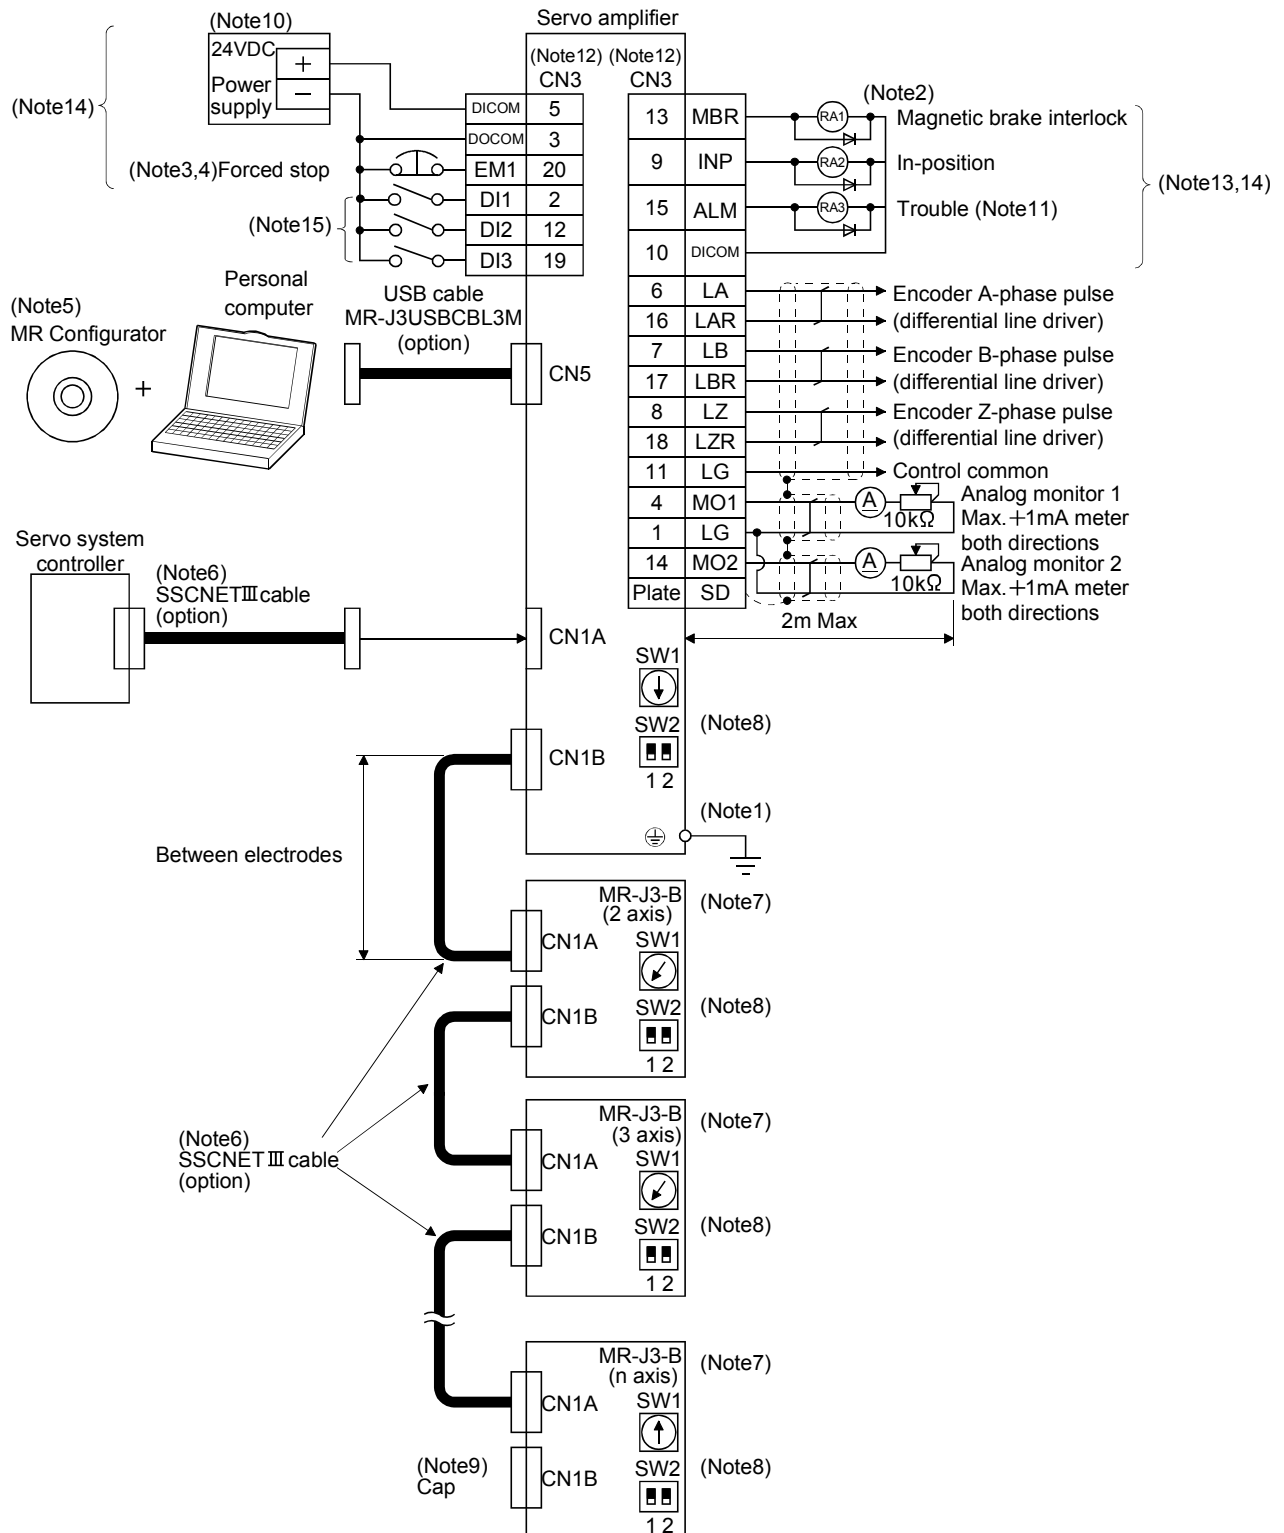 Servo amplifier
(Note10)
24VDC
+
Power
supply
−
(Note14)
(Note12) (Note12)
CN3 CN3
DICOM 5
DOCOM 3
EM1 20
DI1 2
DI2 12
DI3 19
(Note3,4)Forced stop
(Note15)
13 MBR
9 INP
15 ALM
10 DICOM
6 LA
16 LAR
7 LB
17 LBR
8 LZ
18 LZR
11 LG
4 MO1
1 LG
14 MO2
Plate SD
(Note2)
RA1 Magnetic brake interlock
RA2 In-position
RA3 Trouble (Note11)
(Note13,14)
Encoder A-phase pulse
(differential line driver)
Encoder B-phase pulse
(differential line driver)
Encoder Z-phase pulse
(differential line driver)
Control common
A 10kΩ
Analog monitor 1
Max.+1mA meter
both directions
A 10kΩ
Analog monitor 2
Max.+1mA meter
both directions
2m Max
Personal
computer
(Note5)
MR Configurator
+
USB cable
MR-J3USBCBL3M
(option)
CN5
Servo system
controller
(Note6)
SSCNETⅢ cable
(option)
CN1A
SW1
SW2 (Note8)
1 2
CN1B
(Note1)
Between electrodes
MR-J3-B
(2 axis)
(Note7)
CN1A
SW1
CN1B
SW2 (Note8)
1 2
(Note6)
SSCNETⅢ cable
(option)
MR-J3-B
(3 axis)
(Note7)
CN1A
SW1
CN1B
SW2 (Note8)
1 2
MR-J3-B
(n axis)
(Note7)
CN1A
SW1
(Note9)
Cap
CN1B
SW2 (Note8)
1 2